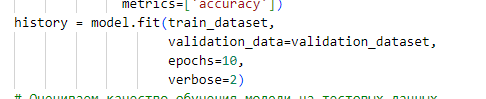 metrics=['accuracy'])
history = model.fit(train_dataset,
validation_data=validation_dataset,
epochs=10,
verbose=2)
# Оцениваем качество обучения модели на тестовых данных